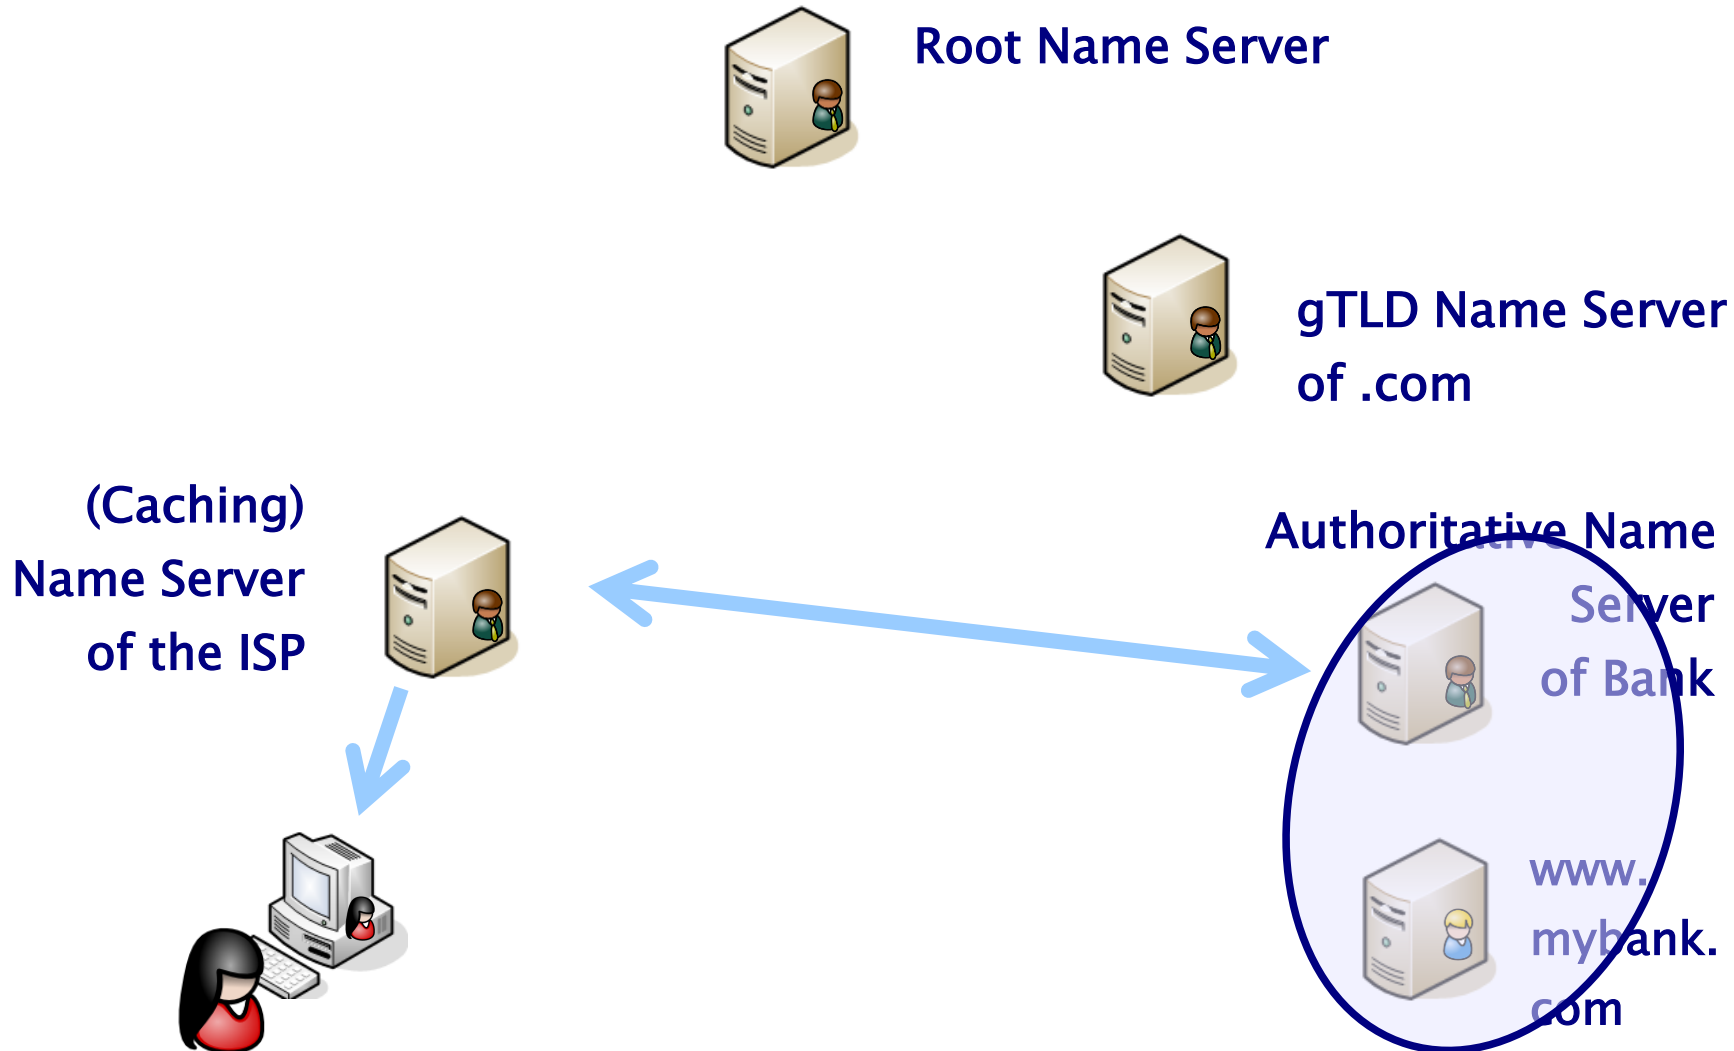 Root Name Server
gTLD Name Server
of .com
(Caching)
Name Server
of the ISP
Authoritative Name
Server
of Bank
www.
mybank.
com